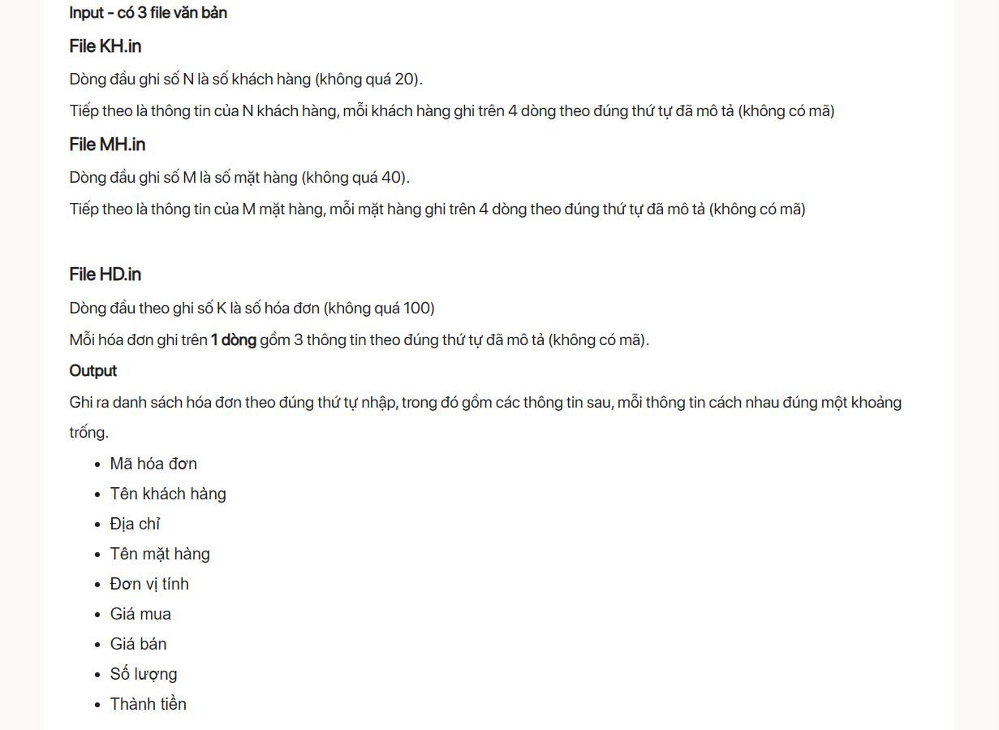 Input - có 3 file văn bản
File KH.in
Dòng đầu ghi số N là số khách hàng (không quá 20).
Tiếp theo là thông tin của N khách hàng, mỗi khách hàng ghi trên 4 dòng theo đúng thứ tự đã mô tả (không có mã)
File MH.in
Dòng đầu ghi số M là số mặt hàng (không quá 40).
Tiếp theo là thông tin của M mặt hàng, mỗi mặt hàng ghi trên 4 dòng theo đúng thứ tự đã mô tả (không có mã)
File HD.in
Dòng đầu theo ghi số K là số hóa đơn (không quá 100)
Mỗi hóa đơn ghi trên 1 dòng gồm 3 thông tin theo đúng thứ tự đã mô tả (không có mã).
Output
Ghi ra danh sách hóa đơn theo đúng thứ tự nhập, trong đó gồm các thông tin sau, mỗi thông tin cách nhau đúng một khoảng
trống.
• Mã hóa đơn
• Tên khách hàng
• Địa chỉ
• Tên mặt hàng
• Đơn vị tính
• Giá mua
• Giá bán
• Số lượng
• Thành tiền